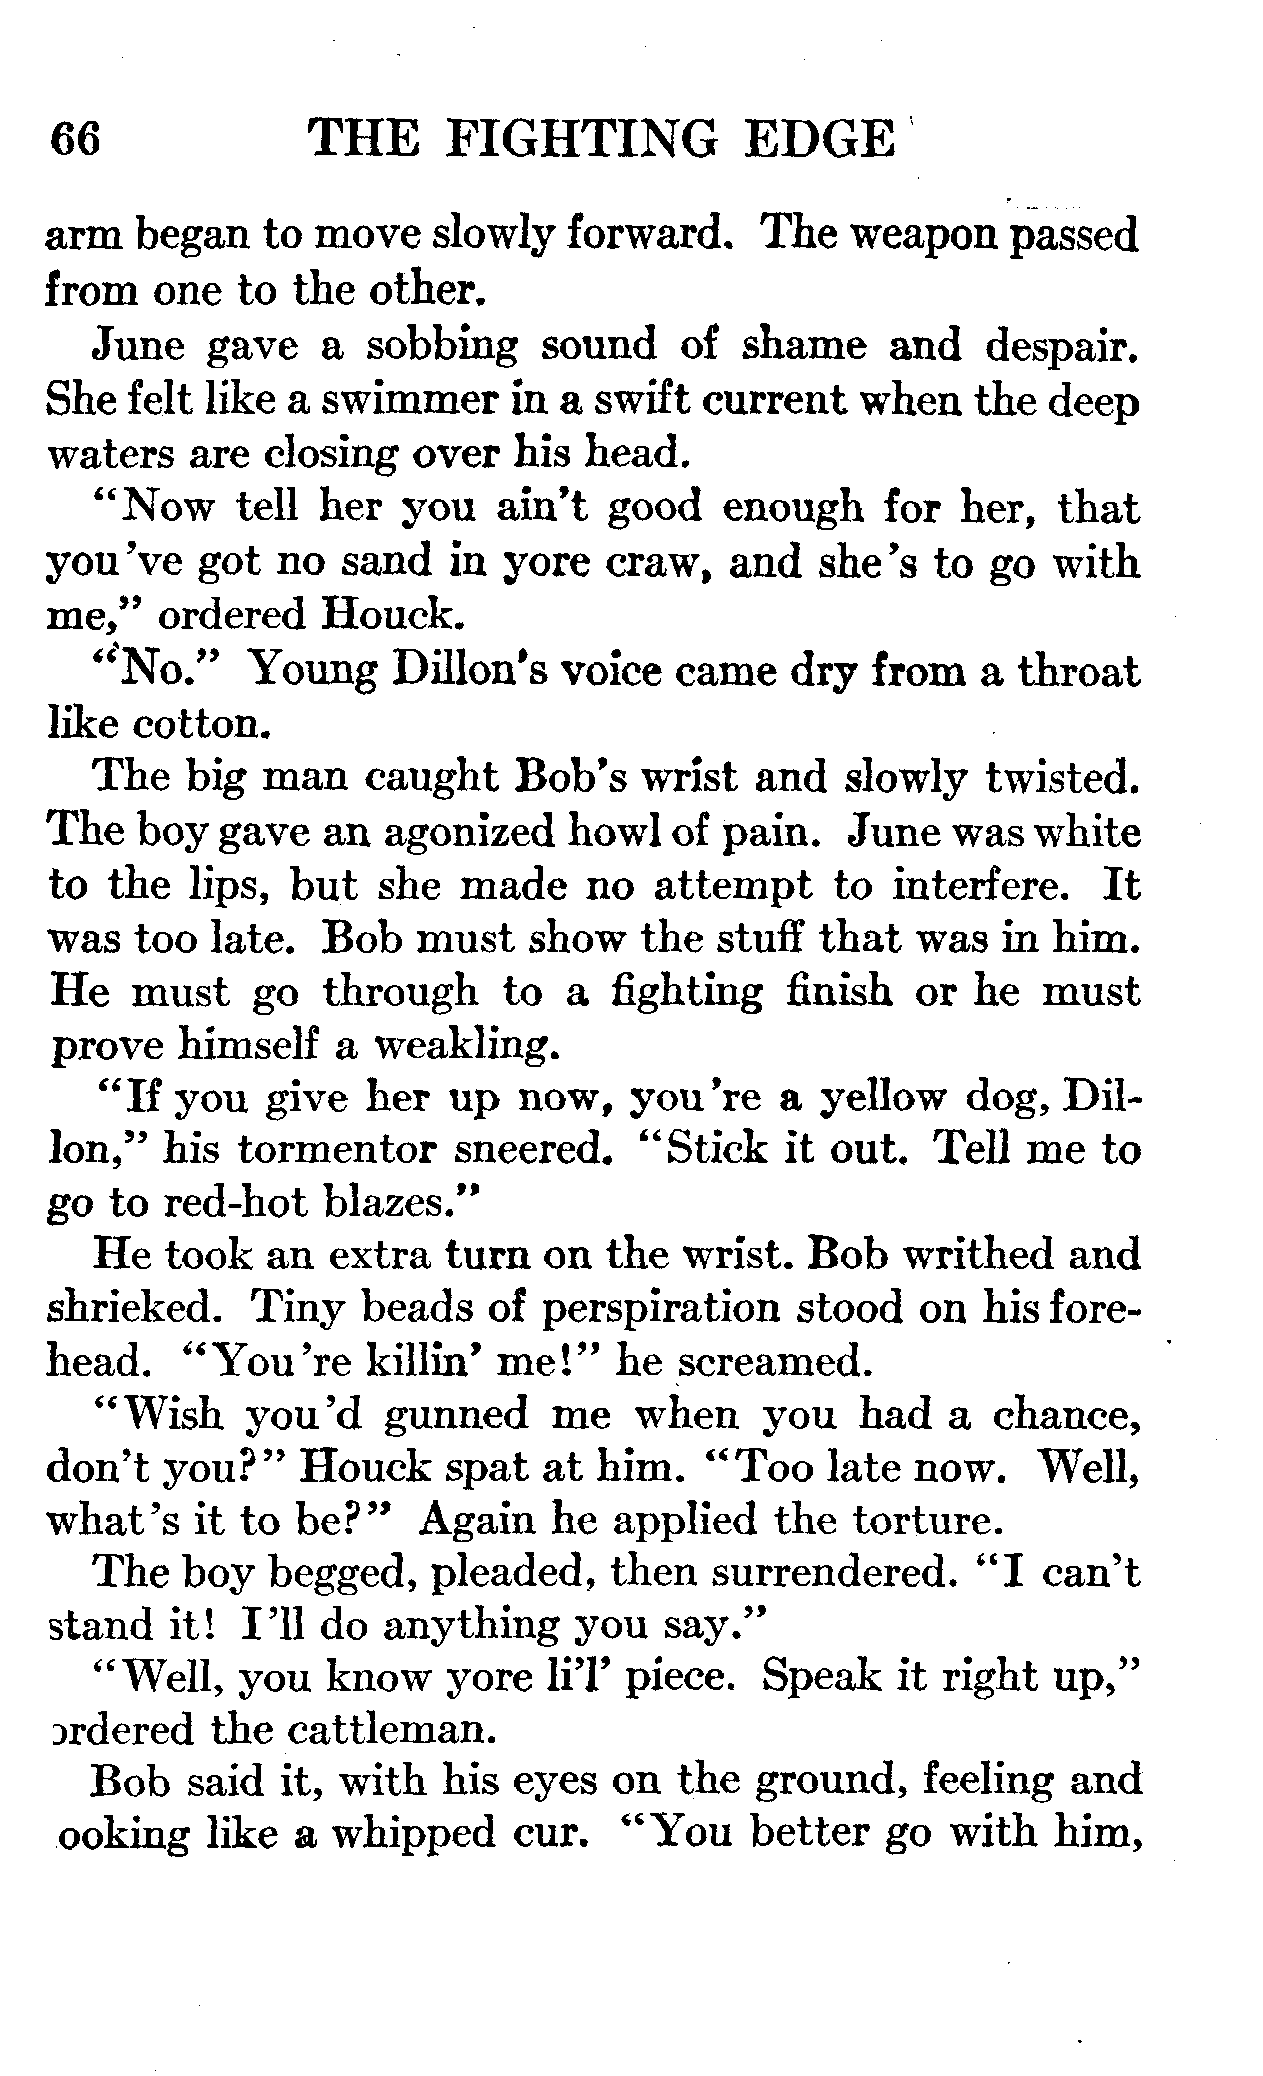 66 THE FIGHTING EDGE
arm began to move slowly forward. The weapon passed
from one to the other.
June gave a sobbing sound of shame and despair.
She felt like a swimmer in a swift current when the deep
waters are closing over his head.
“Now tell her you ain't good enough for her, that
you've got no sand in yore craw, and she's to go with
me,” ordered Houck.
“No.” Young Dillon's voice came dry from a throat
like cotton.
The big man caught Bob's wrist and slowly twisted.
The boy gave an agonized howl of pain. June was white
to the lips, but she made no attempt to interfere. It
was too late. Bob must show the stuff that was in him.
He must go through to a fighting finish or he must
prove himself a weakling.
“If you give her up now, you're a yellow dog, Dil-
lon,” his tormentor sneered. “Stick it out. Tell me to
go to red-hot blazes.”
He took an extra turn on the wrist. Bob writhed and
shrieked. Tiny beads of perspiration stood on his fore-
head. “You're killin' me!” he screamed.
“Wish you'd gunned me when you had a chance,
don't you?” Houck spat at him. “Too late now. Well,
what's it to be?” Again he applied the torture.
The boy begged, pleaded, then surrendered. “I can't
stand it! I'll do anything you say.”
“Well, you know yore li'l' piece. Speak it right up,”
ordered the cattleman.
Bob said it, with his eyes on the ground, feeling and
ooking like a whipped cur. “You better go with him,